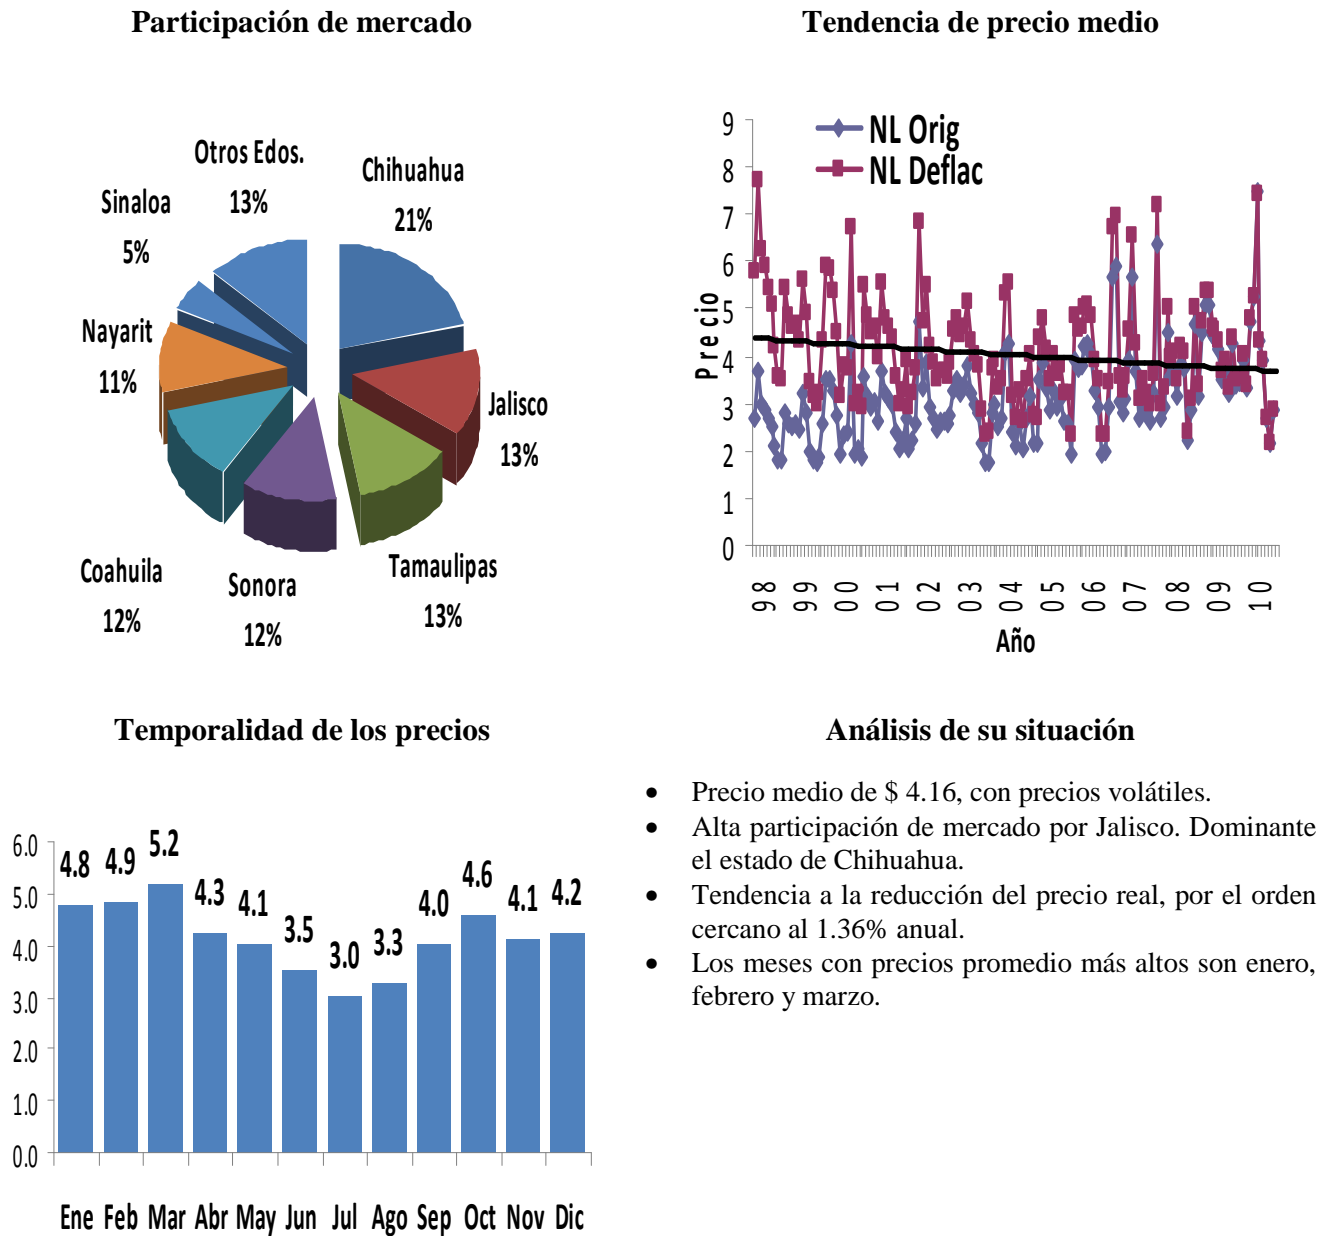 Participación de mercado
Otros Edos.
13%
Chihuahua
21%
Sinaloa
5%
Nayarit
11%
Jalisco
13%
Coahuila
12%
Sonora
12%
Tamaulipas
13%
Tendencia de precio medio
NL Orig
NL Deflac
9
8
7
6
5
4
3
2
1
0
Precio
98
99
00
01
02
03
04
05
06
07
08
09
10
Año
Temporalidad de los precios
6.0
5.0
4.0
3.0
2.0
1.0
0.0
4.8
4.9
5.2
4.3
4.1
3.5
3.0
3.3
4.0
4.6
4.1
4.2
Ene Feb Mar Abr May Jun Jul Ago Sep Oct Nov Dic
Análisis de su situación
• Precio medio de $ 4.16, con precios volátiles.
• Alta participación de mercado por Jalisco. Dominante
el estado de Chihuahua.
• Tendencia a la reducción del precio real, por el orden
cercano al 1.36% anual.
• Los meses con precios promedio más altos son enero,
febrero y marzo.